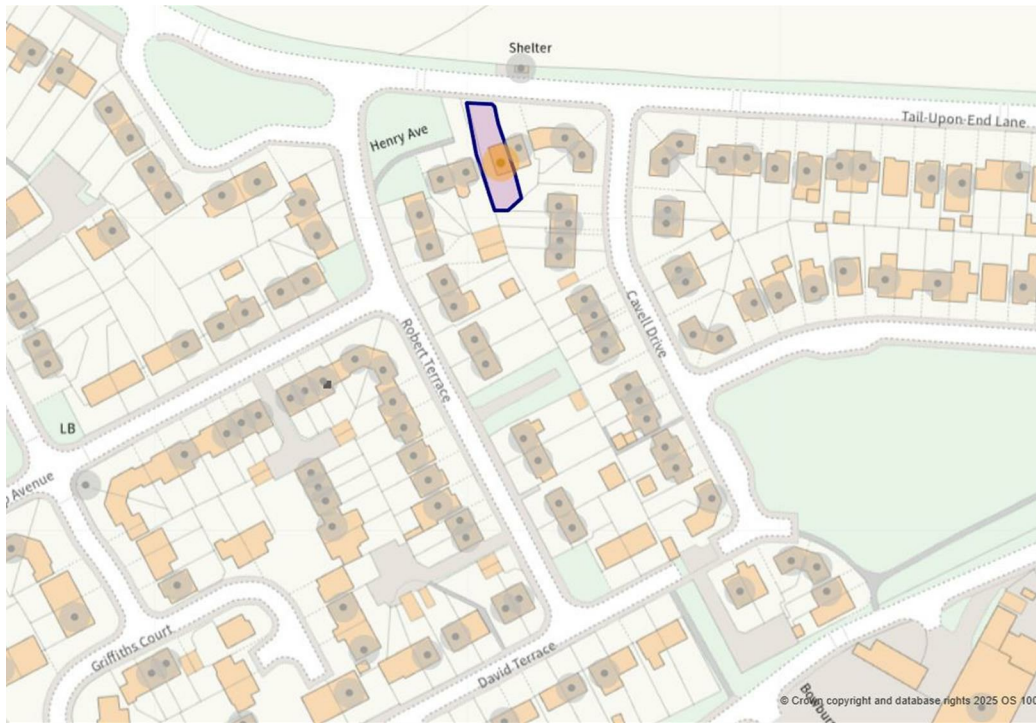 Shelter
Tail-Upon-End Lane
Henry Ave
Cavell Drive
Robert Terrace
LB
Avenue
Griffiths Court
David Terrace
© Crown copyright and database rights 2025 OS 100